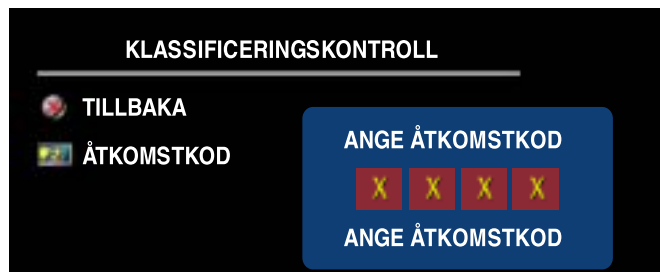 KLASSIFICERINGSKONTROLL
TILLBAKA
ÅTKOMSTKOD
ANGE ÅTKOMSTKOD
X X X X
ANGE ÅTKOMSTKOD